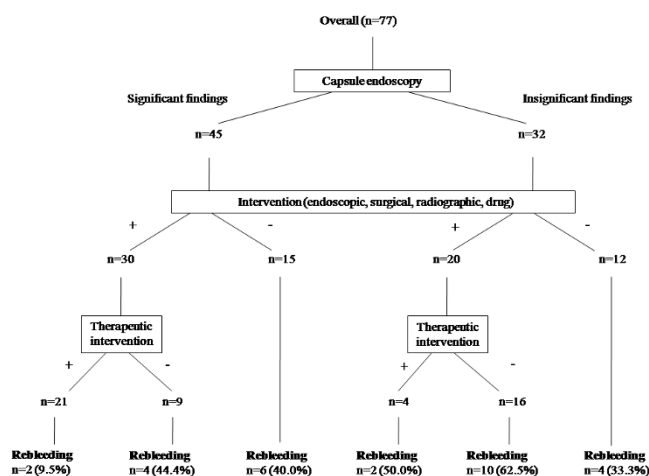 Overall (n=77)
Capsule endoscopy
Significant findings
Insignificant findings
n=45
n=32
Intervention (endoscopic, surgical, radiographic, drug)
+
-
+
-
n=30
n=15
n=20
n=12
Therapeutic
intervention
Therapeutic
intervention
+
-
+
-
n=21
n=9
n=4
n=16
Rebleeding
n=2 (9.5%)
Rebleeding
n=4 (44.4%)
Rebleeding
n=6 (40.0%)
Rebleeding
n=2 (50.0%)
Rebleeding
n=10 (62.5%)
Rebleeding
n=4 (33.3%)